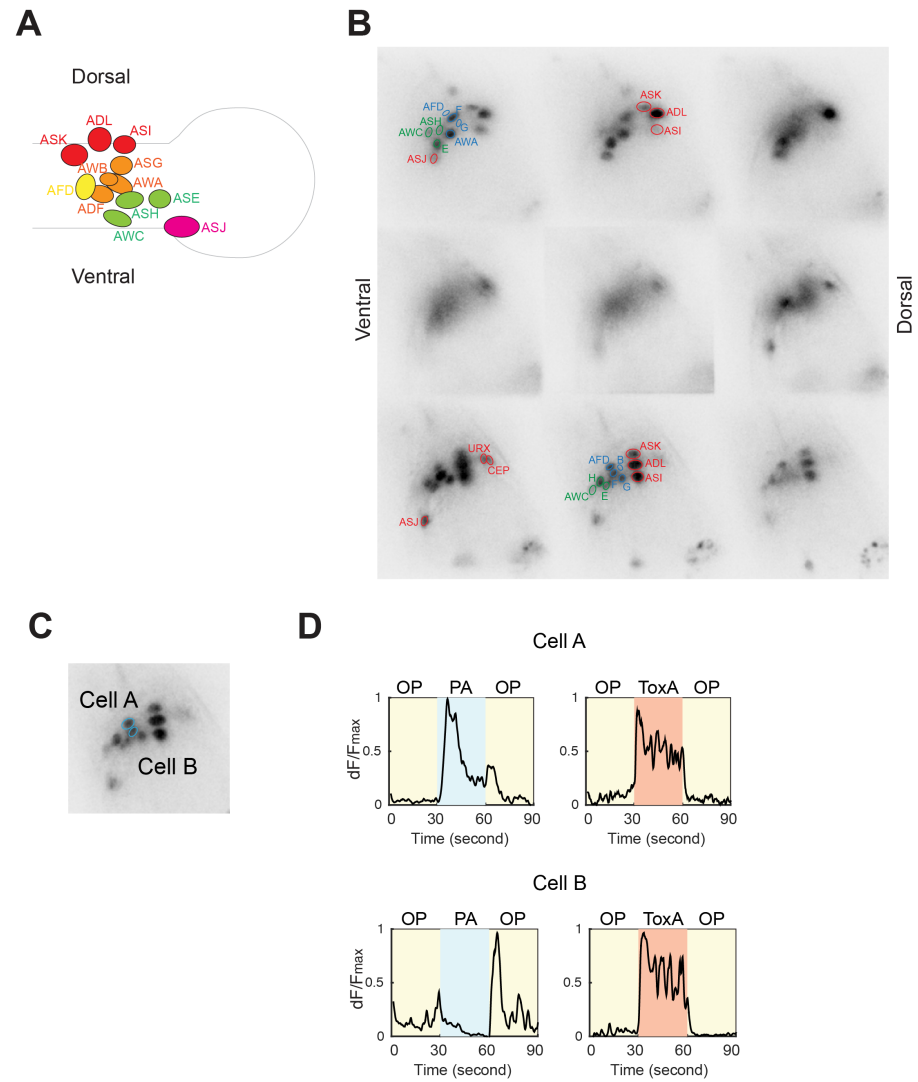 A
Dorsal
ADL
ASK
ASI
ASG
AWB
AWA
AFD
ADF
ASE
ASH
AWC
ASJ
Ventral
B
Ventral
Dorsal
AFD
F
ASH
G
AWC
AWA
E
ASJ
ASK
ADL
ASI
URX
CEP
ASJ
ASK
AFD
B
ADL
H
ASI
F
G
AWC
E
C
Cell A
Cell B
D
Cell A
OP PA OP
1
0.5
0
dF/Fmax
0 30 60 90
Time (second)
OP ToxA OP
1
0.5
0
0 30 60 90
Time (second)
Cell B
OP PA OP
1
0.5
0
dF/Fmax
0 30 60 90
Time (second)
OP ToxA OP
1
0.5
0
0 30 60 90
Time (second)